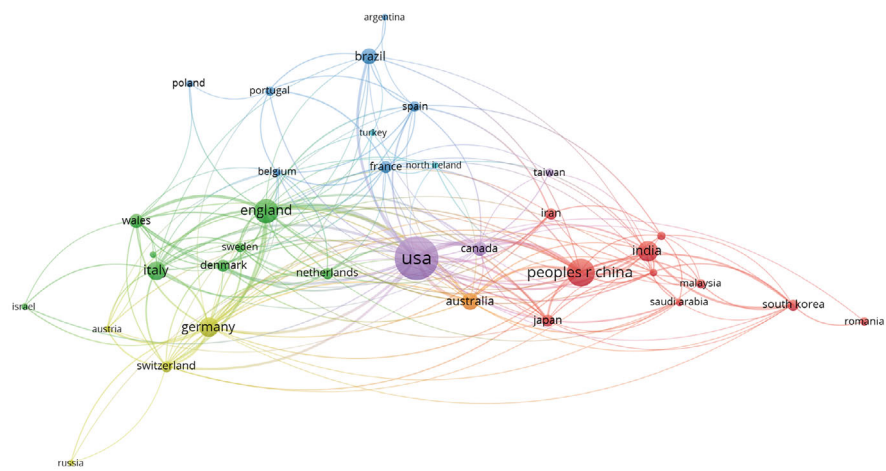 argentina
brazil
poland
portugal
spain
turkey
france
north ireland
belgium
taiwan
england
wales
iran
sweden
canada
india
usa
denmark
italy
netherlands
peoples r china
malaysia
australia
saudi arabia
south korea
israel
japan
romania
austria
germany
switzerland
russia